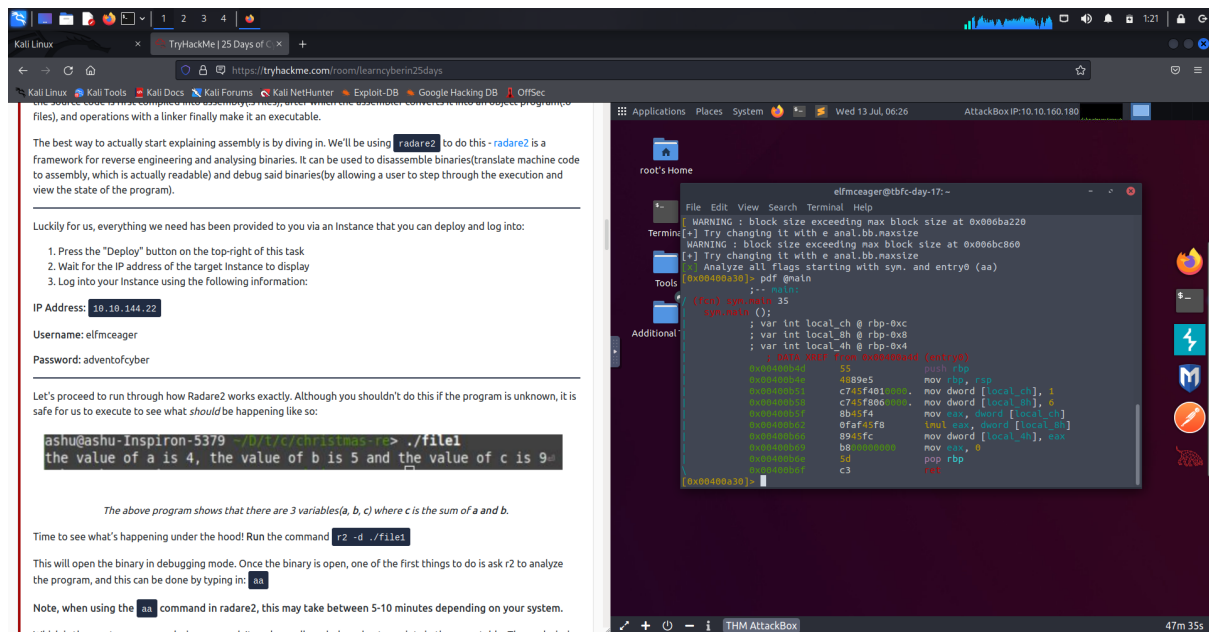 1 2 3 4
1:21
Kali Linux
TryHackMe | 25 Days of C
https://tryhackme.com/room/learncyberin25days
Kali Linux Kali Tools Kali Docs Kali Forums Kali NetHunter Exploit-DB Google Hacking DB OffSec
files), and operations with a linker finally make it an executable.
The best way to actually start explaining assembly is by diving in. We'll be using radare2 to do this - radare2 is a
framework for reverse engineering and analysing binaries. It can be used to disassemble binaries(translate machine code
to assembly, which is actually readable) and debug said binaries(by allowing a user to step through the execution and
view the state of the program).
Luckily for us, everything we need has been provided to you via an Instance that you can deploy and log into:
1. Press the "Deploy" button on the top-right of this task
2. Wait for the IP address of the target Instance to display
3. Log into your Instance using the following information:
IP Address: 10.10.144.22
Username: elfmceager
Password: adventofcyber
Let's proceed to run through how Radare2 works exactly. Although you shouldn't do this if the program is unknown, it is
safe for us to execute to see what should be happening like so:
ashu@ashu-Inspiron-5379 ~/D/t/c/christmas-re> ./file1
the value of a is 4, the value of b is 5 and the value of c is 9
The above program shows that there are 3 variables(a, b, c) where c is the sum of a and b.
Time to see what's happening under the hood! Run the command r2 -d ./file1
This will open the binary in debugging mode. Once the binary is open, one of the first things to do is ask r2 to analyze
the program, and this can be done by typing in: aa
Note, when using the aa command in radare2, this may take between 5-10 minutes depending on your system.
Applications Places System Wed 13 Jul, 06:26 AttackBox IP:10.10.160.180
root's Home
Termina
Tools
Additional T
elfmceager@tbfc-day-17: ~
File Edit View Search Terminal Help
[ WARNING : block size exceeding max block size at 0x006ba220
[+] Try changing it with e anal.bb.maxsize
WARNING : block size exceeding max block size at 0x006bc860
[+] Try changing it with e anal.bb.maxsize
[x] Analyze all flags starting with sym. and entry0 (aa)
[0x00400a30]> pdf @main
;-- main:
/ (fcn) sym.main 35
| sym.main ();
| ; var int local_ch @ rbp-0xc
| ; var int local_8h @ rbp-0x8
| ; var int local_4h @ rbp-0x4
| ; DATA XREF from 0x00400a4d (entry0)
| 0x00400b4d 55 push rbp
| 0x00400b4e 4889e5 mov rbp, rsp
| 0x00400b51 c745f4010000. mov dword [local_ch], 1
| 0x00400b58 c745f8060000. mov dword [local_8h], 6
| 0x00400b5f 8b45f4 mov eax, dword [local_ch]
| 0x00400b62 0faf45f8 imul eax, dword [local_8h]
| 0x00400b66 8945fc mov dword [local_4h], eax
| 0x00400b69 b800000000 mov eax, 0
| 0x00400b6e 5d pop rbp
\ 0x00400b6f c3 ret
[0x00400a30]>
THM AttackBox
47m 35s